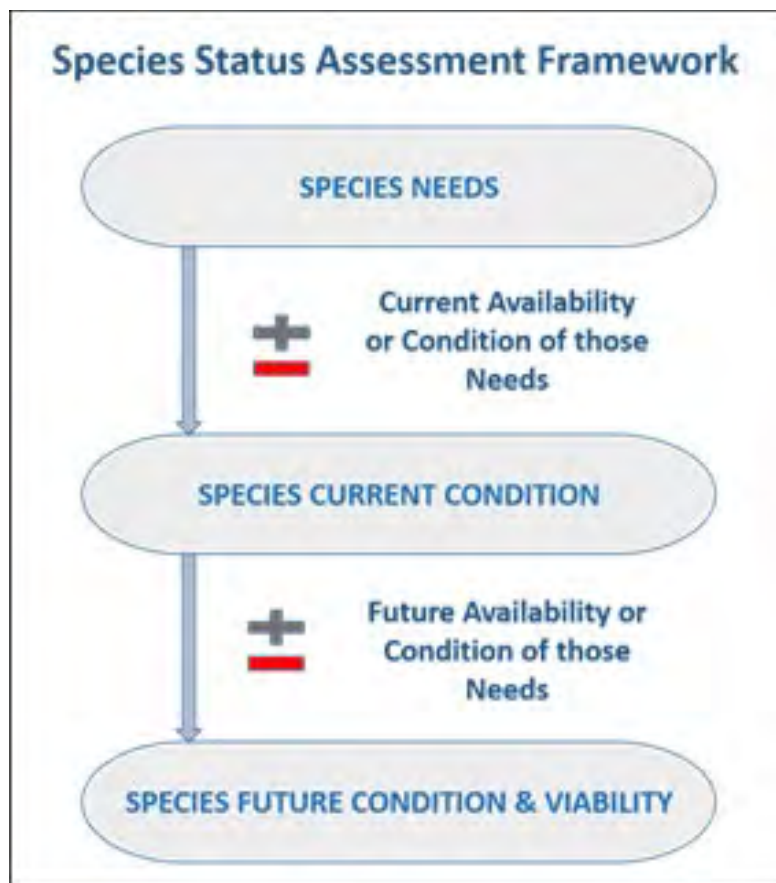 Species Status Assessment Framework
SPECIES NEEDS
Current Availability
or Condition of those
Needs
SPECIES CURRENT CONDITION
Future Availability or
Condition of those
Needs
SPECIES FUTURE CONDITION & VIABILITY